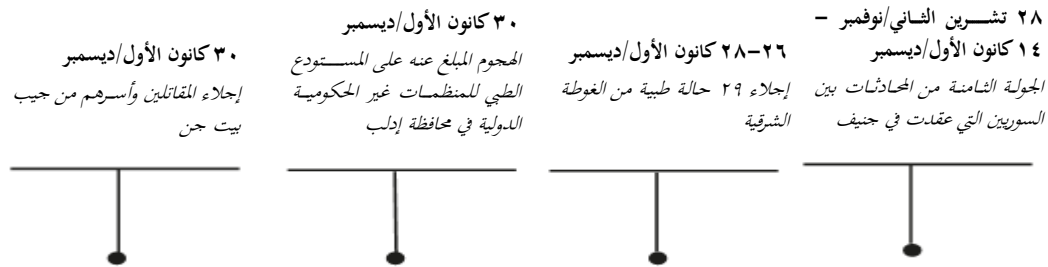 ٢٨ تشرين الثاني/نوفمبر –
١٤ كانون الأول/ديسمبر
الجولة الثامنة من المحادثات بين
السوريين التي عقدت في جنيف
٢٦-٢٨ كانون الأول/ديسمبر
إجلاء ٢٩ حالة طبية من الغوطة
الشرقية
٣٠ كانون الأول/ديسمبر
الهجوم المبلغ عنه على المستودع
الطبي للمنظمات غير الحكومية
الدولية في محافظة إدلب
٣٠ كانون الأول/ديسمبر
إجلاء المقاتلين وأسرهم من جيب
بيت جن